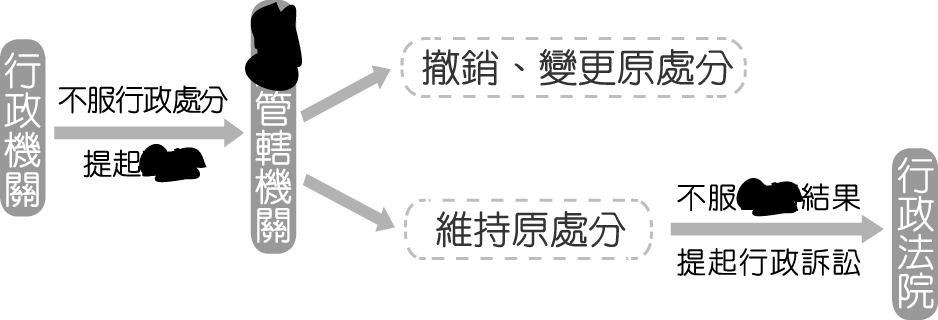 行政機關
不服行政處分
提起
管轄機關
撤銷、變更原處分
維持原處分
不服結果
提起行政訴訟
行政法院